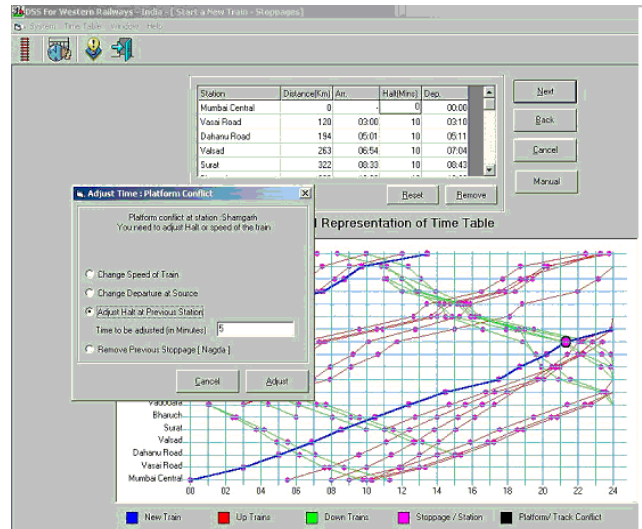 DSS For Western Railways - India - [ Start a New Train - Stoppages ]
System Time Table Window Help
Station Distance(Km) Arr. Halt(Mins) Dep.
Mumbai Central 0 - 0 00:00
Vasai Road 120 03:00 10 03:10
Dahanu Road 194 05:01 10 05:11
Valsad 263 06:54 10 07:04
Surat 322 08:33 10 08:43
Next
Back
Cancel
Manual
Reset Remove
Representation of Time Table
Adjust Time : Platform Conflict
Platform conflict at station :Shamgarh
You need to adjust Halt or speed of the train
Change Speed of Train
Change Departure at Source
Adjust Halt at Previous Station
Time to be adjusted (in Minutes) 5
Remove Previous Stoppage [ Nagda ]
Cancel Adjust
Vadodara
Bharuch
Surat
Valsad
Dahanu Road
Vasai Road
Mumbai Central
00 02 04 06 08 10 12 14 16 18 20 22 24
New Train Up Trains Down Trains Stoppage / Station Platform/ Track Conflict